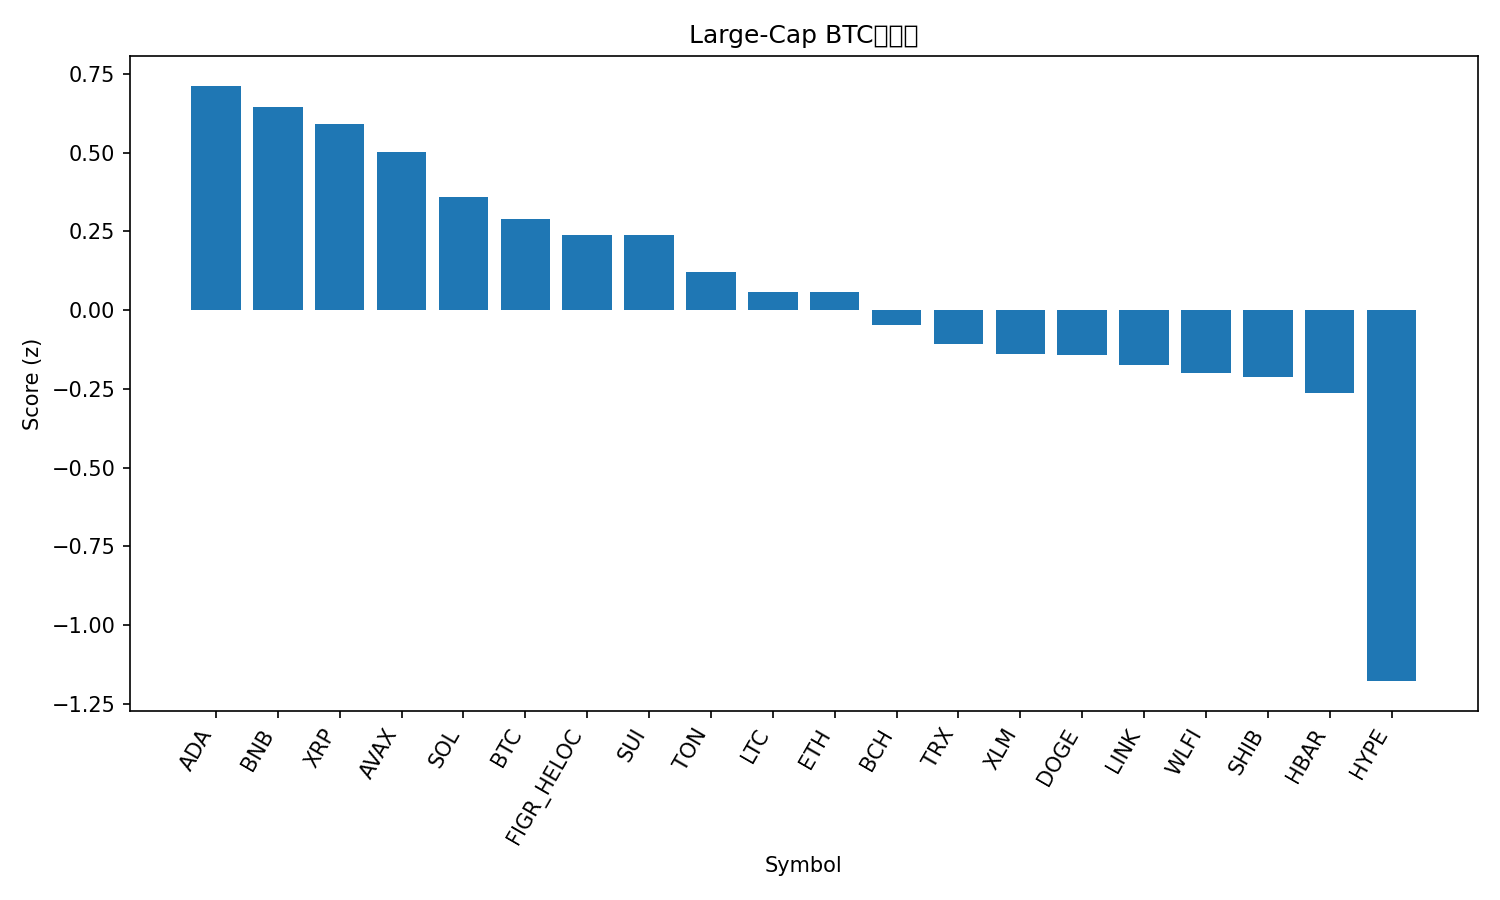 Large-Cap BTC
0.75
0.50
0.25
0.00
−0.25
−0.50
−0.75
−1.00
−1.25
Score (z)
ADA
BNB
XRP
AVAX
SOL
BTC
FIGR_HELOC
SUI
TON
LTC
ETH
BCH
TRX
XLM
DOGE
LINK
WLFI
SHIB
HBAR
HYPE
Symbol